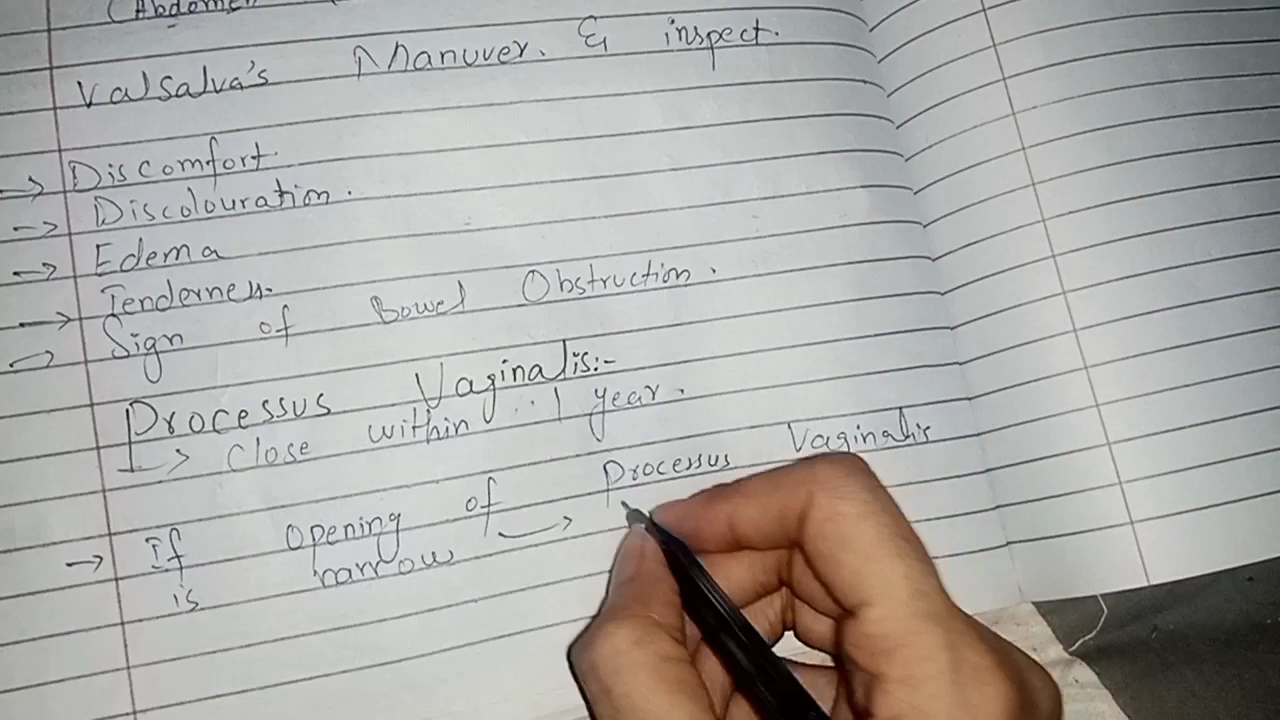 (Abdomen
Valsalva's Manuver. & inspect.
→ Discomfort.
→ Discolouration.
→ Edema
→ Tenderness.
→ Sign of Bowel Obstruction.
Processus Vaginalis:-
↳ Close within 1 year.
→ If Opening of Processus Vaginalis
is narrow →